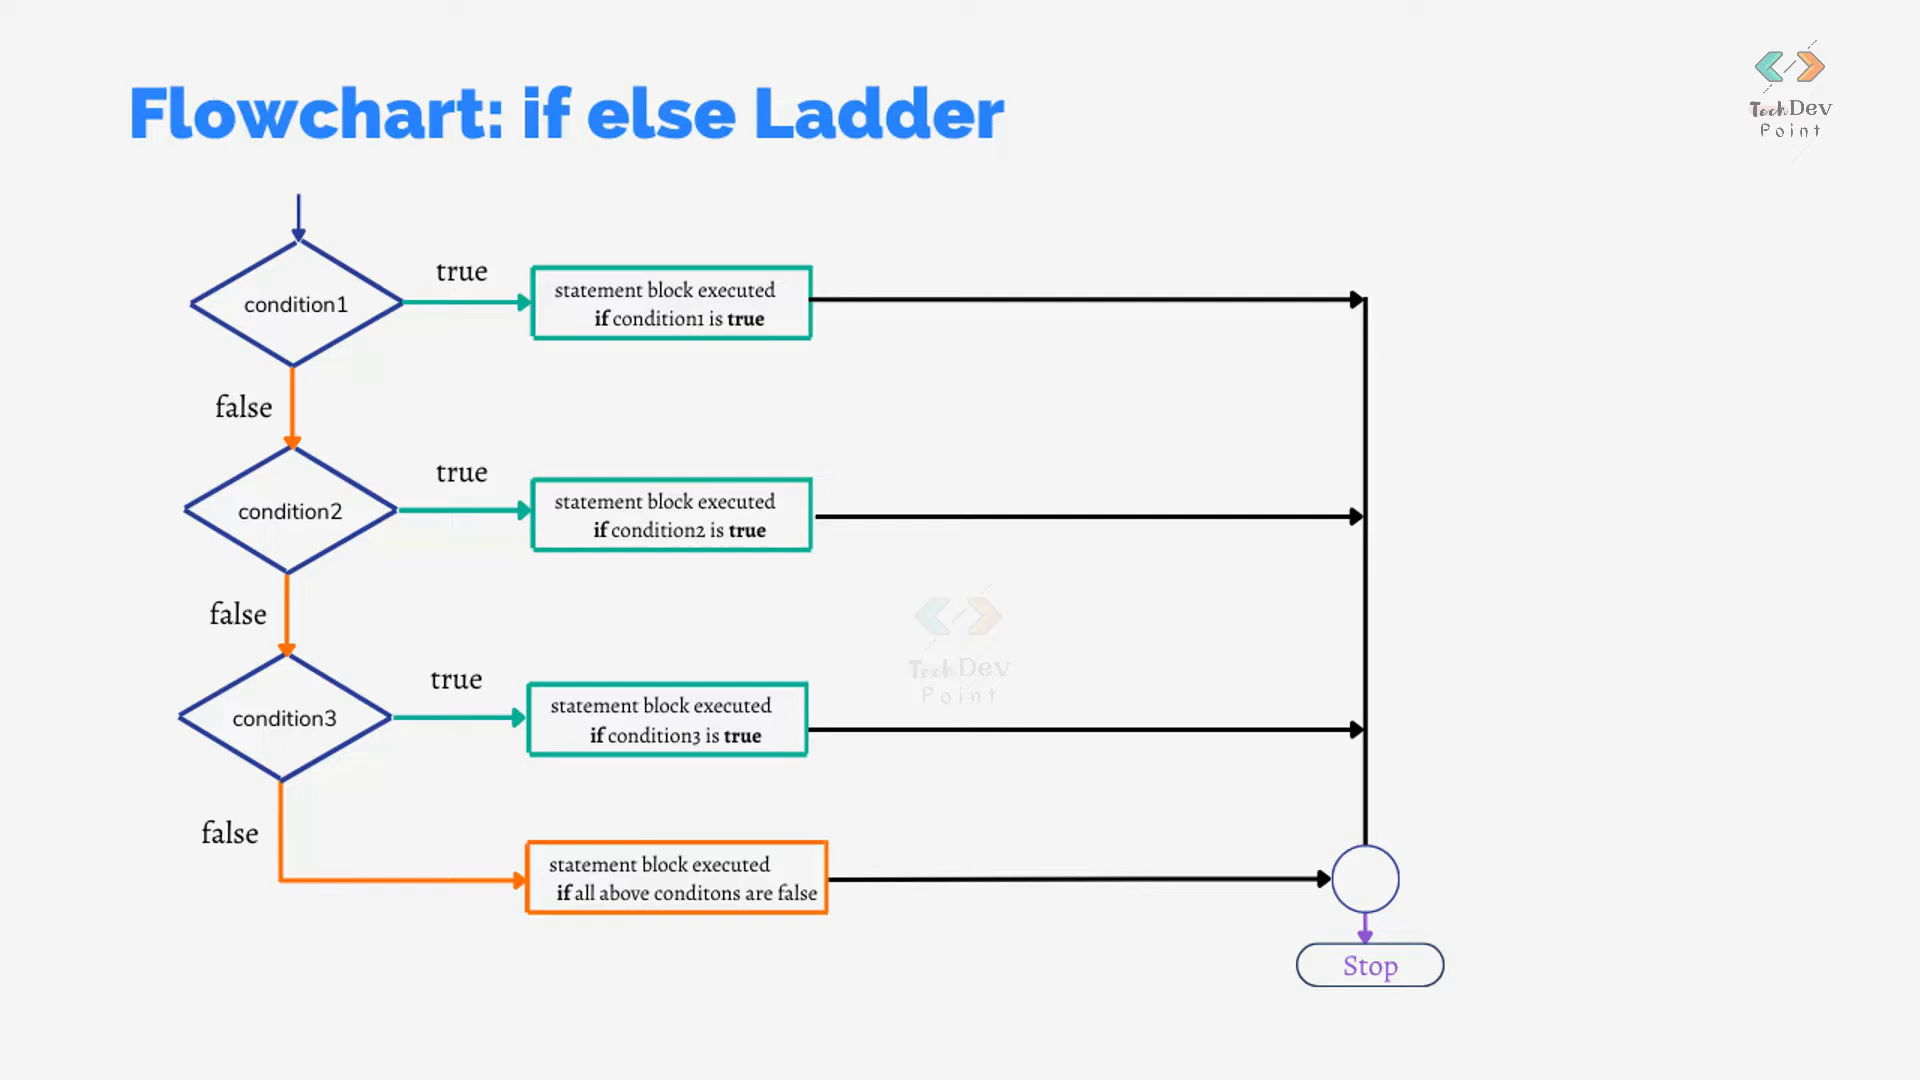 Flowchart: if else Ladder
TechDev
Point
condition1
true
statement block executed
if condition1 is true
false
condition2
true
statement block executed
if condition2 is true
false
condition3
true
statement block executed
if condition3 is true
TechDev
Point
false
statement block executed
if all above conditons are false
Stop